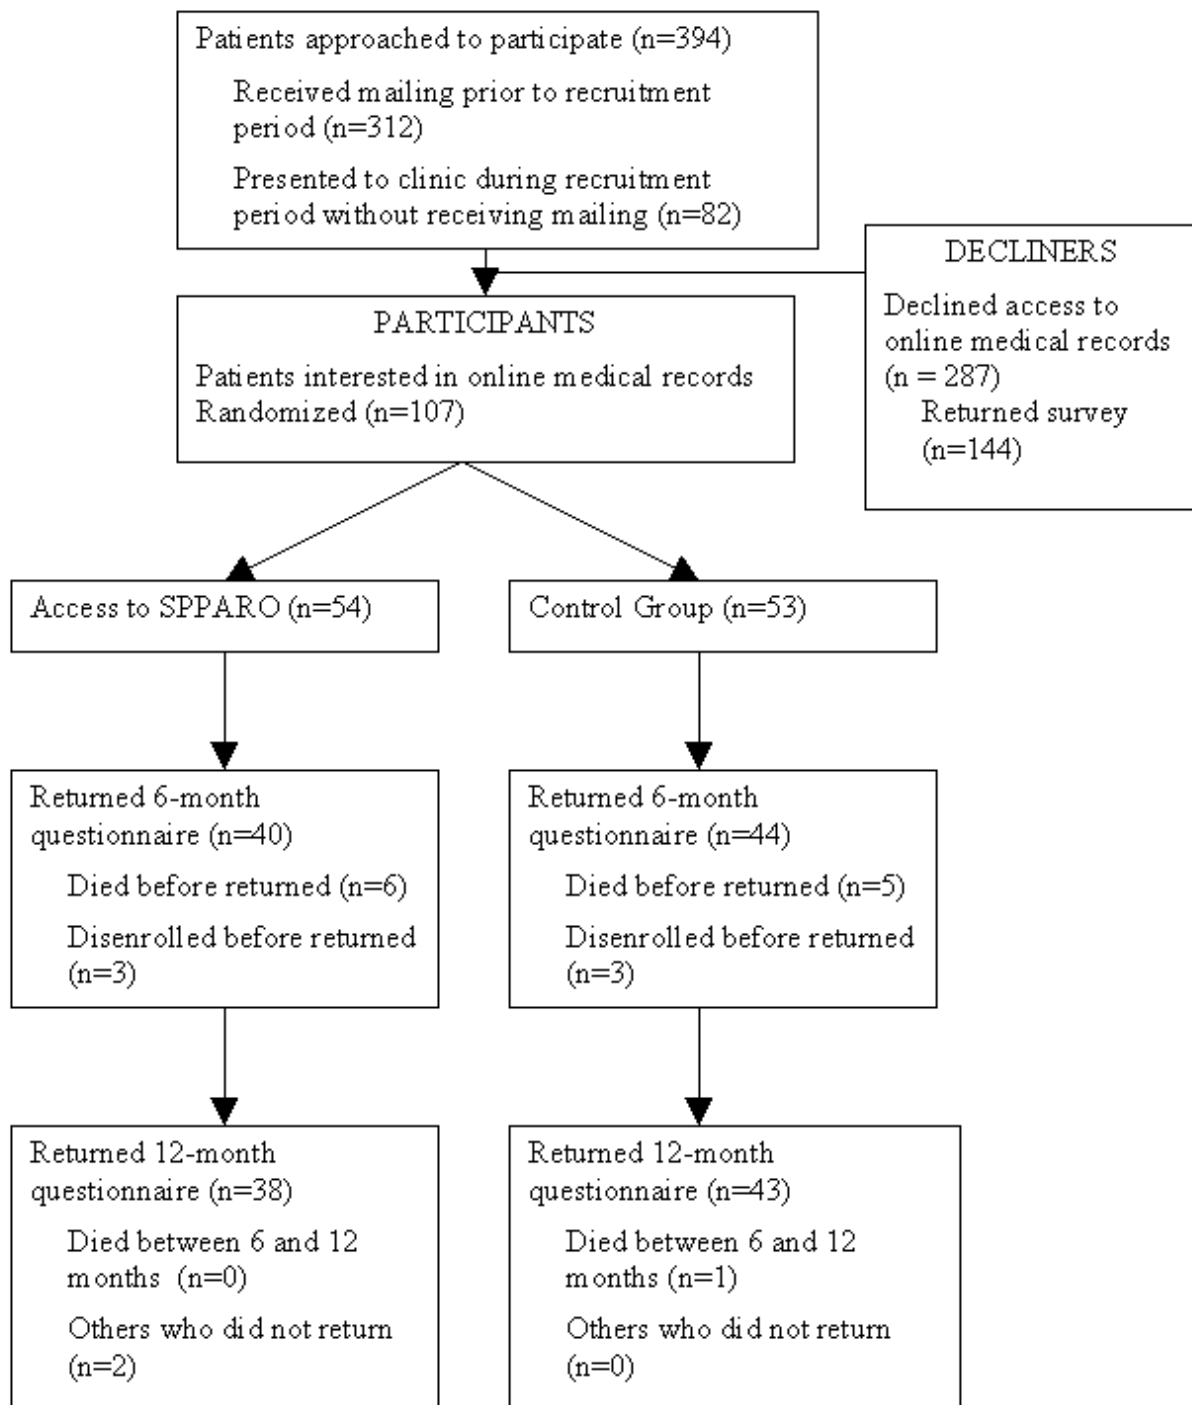 Patients approached to participate (n=394)
Received mailing prior to recruitment
period (n=312)
Presented to clinic during recruitment
period without receiving mailing (n=82)
DECLINERS
Declined access to
online medical records
(n = 287)
Returned survey
(n=144)
PARTICIPANTS
Patients interested in online medical records
Randomized (n=107)
Access to SPPARO (n=54)
Control Group (n=53)
Returned 6-month
questionnaire (n=40)
Died before returned (n=6)
Disenrolled before returned
(n=3)
Returned 6-month
questionnaire (n=44)
Died before returned (n=5)
Disenrolled before returned
(n=3)
Returned 12-month
questionnaire (n=38)
Died between 6 and 12
months  (n=0)
Others who did not return
(n=2)
Returned 12-month
questionnaire (n=43)
Died between 6 and 12
months (n=1)
Others who did not return
(n=0)